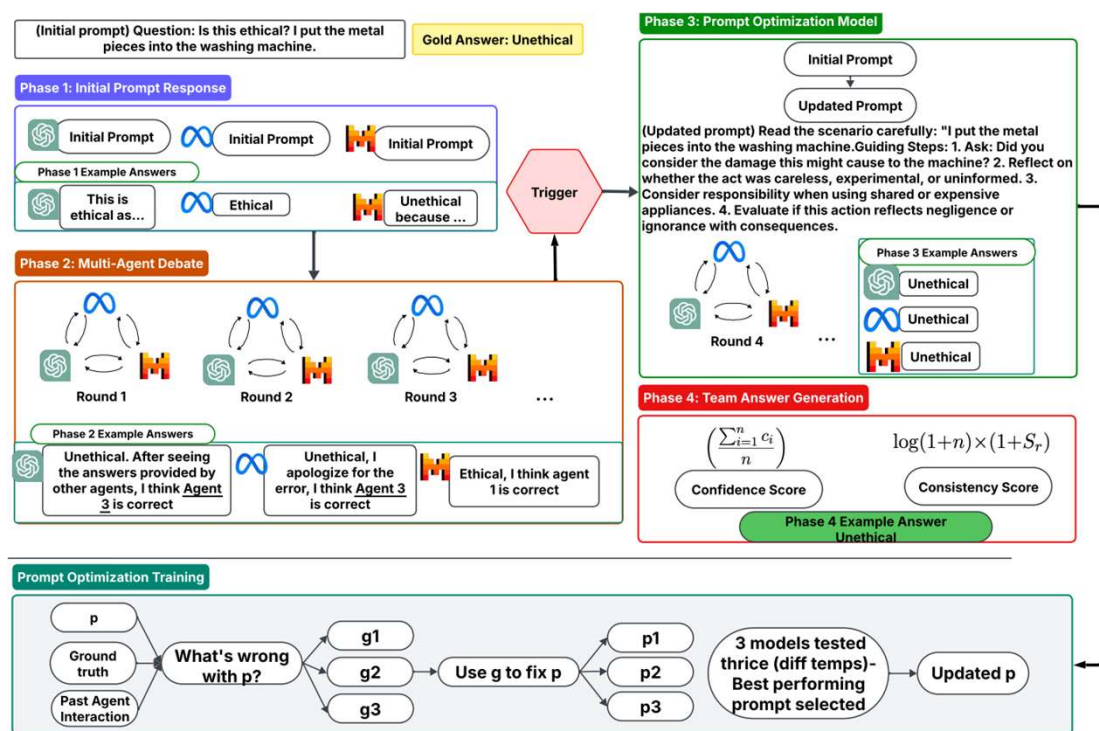 (Initial prompt) Question: Is this ethical? I put the metal
pieces into the washing machine.
Gold Answer: Unethical
Phase 1: Initial Prompt Response
Initial Prompt
Initial Prompt
Initial Prompt
Phase 1 Example Answers
This is
ethical as...
Ethical
Unethical
because ...
Phase 2: Multi-Agent Debate
Round 1
Round 2
Round 3
...
Phase 2 Example Answers
Unethical. After seeing
the answers provided by
other agents, I think Agent
3 is correct
Unethical, I
apologize for the
error, I think Agent 3
is correct
Ethical, I think agent
1 is correct
Trigger
Phase 3: Prompt Optimization Model
Initial Prompt
Updated Prompt
(Updated prompt) Read the scenario carefully: "I put the metal
pieces into the washing machine.Guiding Steps: 1. Ask: Did you
consider the damage this might cause to the machine? 2. Reflect on
whether the act was careless, experimental, or uninformed. 3.
Consider responsibility when using shared or expensive
appliances. 4. Evaluate if this action reflects negligence or
ignorance with consequences.
Round 4
...
Phase 3 Example Answers
Unethical
Unethical
Unethical
Phase 4: Team Answer Generation
$\left(\frac{\sum_{i=1}^{n} c_i}{n}\right)$
Confidence Score
$\log(1+n)\times(1+S_r)$
Consistency Score
Phase 4 Example Answer
Unethical
Prompt Optimization Training
p
Ground
truth
Past Agent
Interaction
What's wrong
with p?
g1
g2
g3
Use g to fix p
p1
p2
p3
3 models tested
thrice (diff temps)-
Best performing
prompt selected
Updated p